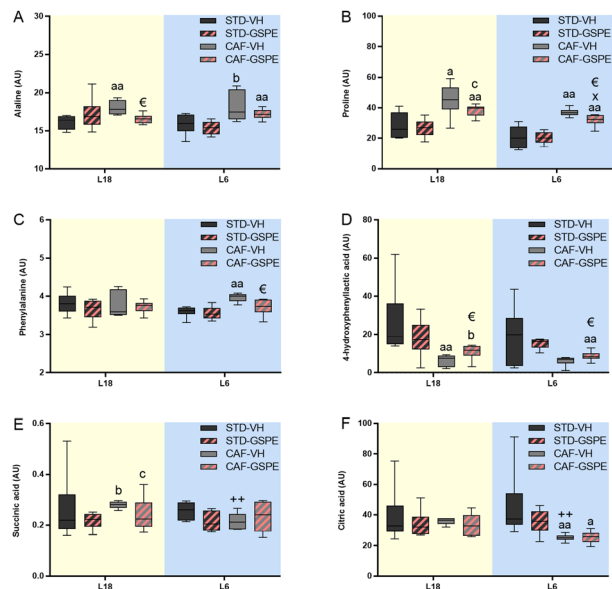 A
Alaline (AU)
25
20
15
10
STD-VH
STD-GSPE
CAF-VH
CAF-GSPE
aa
€
b
aa
L18
L6
B
Proline (AU)
100
80
60
40
20
0
STD-VH
STD-GSPE
CAF-VH
CAF-GSPE
a
c
aa
aa
€
x
aa
L18
L6
C
Phenylalanine (AU)
6
5
4
3
2
STD-VH
STD-GSPE
CAF-VH
CAF-GSPE
aa
€
L18
L6
D
4-hydroxyphenyllactic acid (AU)
80
60
40
20
0
STD-VH
STD-GSPE
CAF-VH
CAF-GSPE
aa
€
b
€
aa
L18
L6
E
Succinic acid (AU)
0.6
0.4
0.2
0.0
STD-VH
STD-GSPE
CAF-VH
CAF-GSPE
b
c
++
L18
L6
F
Citric acid (AU)
100
80
60
40
20
0
STD-VH
STD-GSPE
CAF-VH
CAF-GSPE
++
aa
a
L18
L6